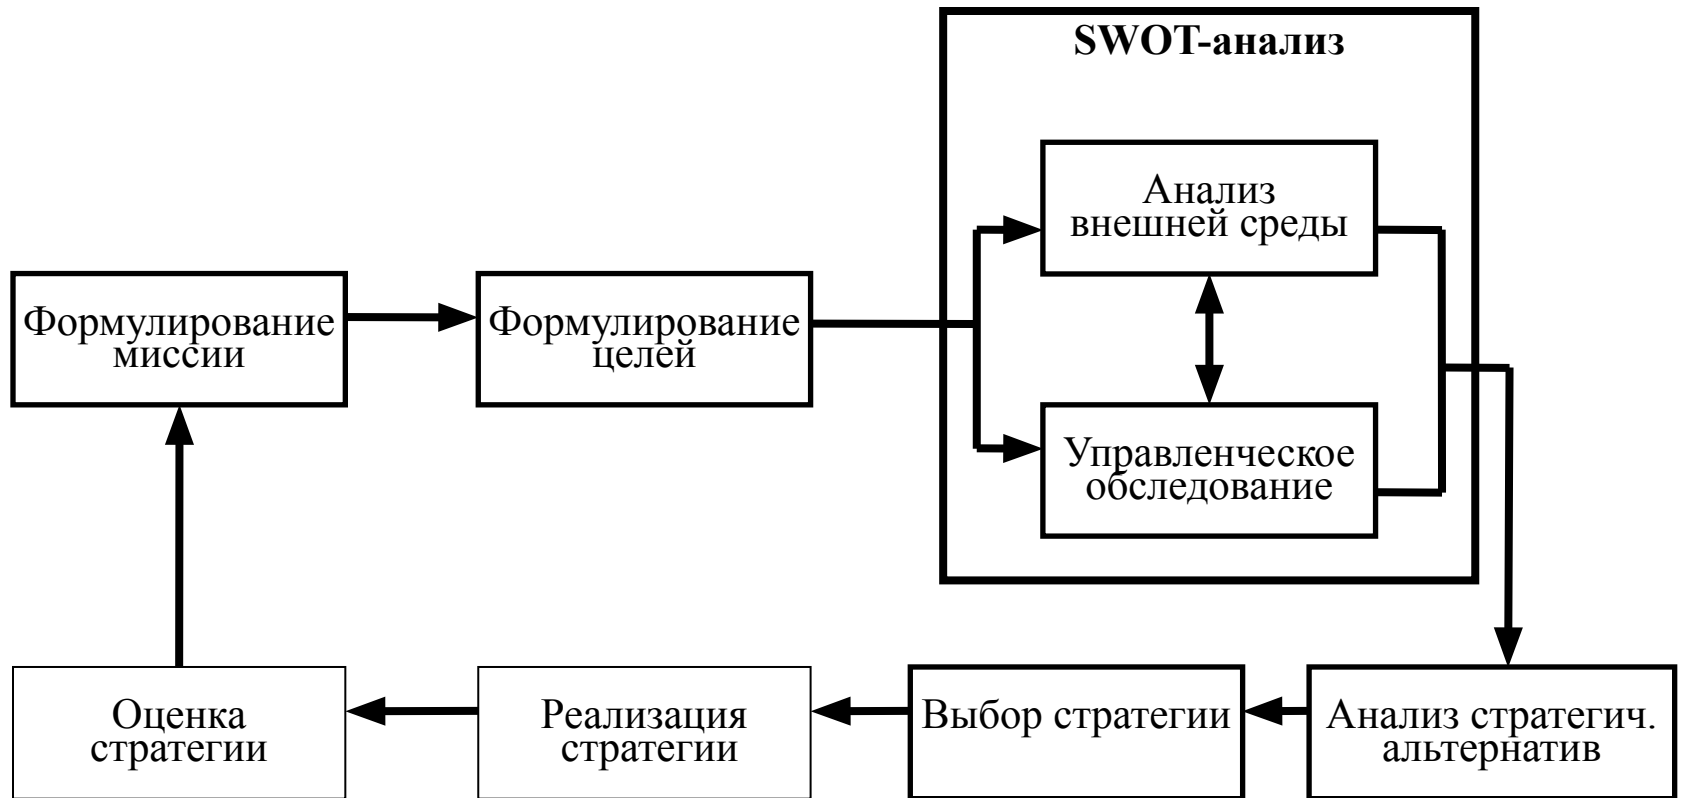 SWOT-анализ
Анализ
внешней среды
Формулирование
миссии
Формулирование
целей
Управленческое
обследование
Оценка
стратегии
Реализация
стратегии
Выбор стратегии
Анализ стратегич.
альтернатив